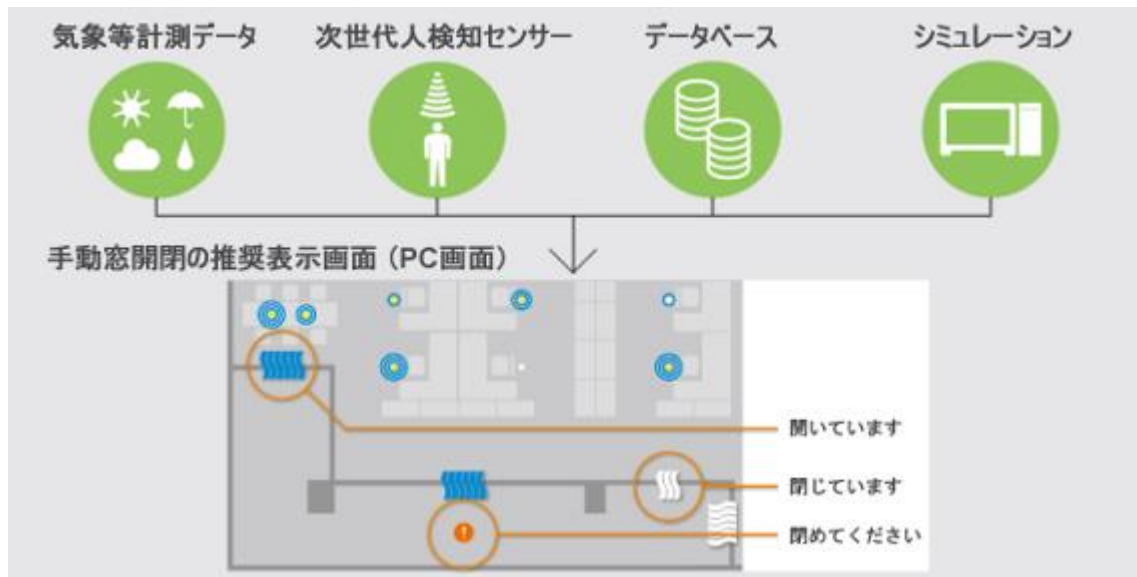 気象等計測データ 次世代人検知センサー データベース シミュレーション
手動窓開閉の推奨表示画面（PC画面）
開いています
閉じています
!
閉めてください